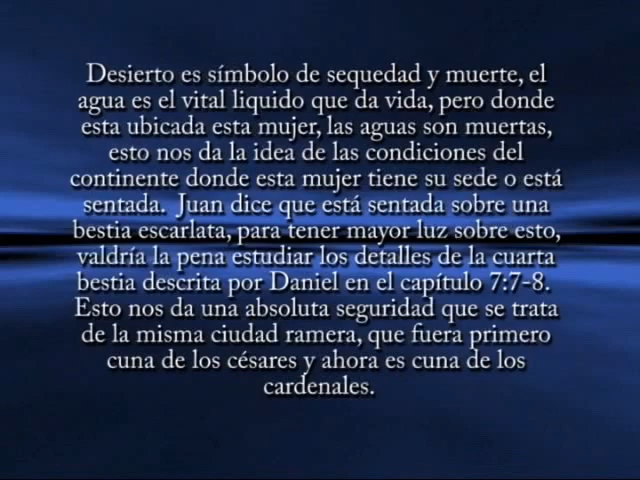 Desierto es símbolo de sequedad y muerte, el
agua es el vital liquido que da vida, pero donde
esta ubicada esta mujer, las aguas son muertas,
esto nos da la idea de las condiciones del
continente donde esta mujer tiene su sede o está
sentada.  Juan dice que está sentada sobre una
bestia escarlata, para tener mayor luz sobre esto,
valdría la pena estudiar los detalles de la cuarta
bestia descrita por Daniel en el capítulo 7:7-8.
Esto nos da una absoluta seguridad que se trata
de la misma ciudad ramera, que fuera primero
cuna de los césares y ahora es cuna de los
cardenales.